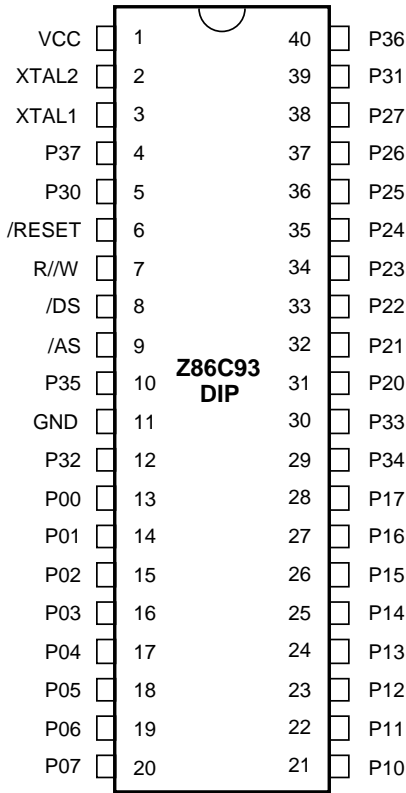 VCC 1 40 P36
XTAL2 2 39 P31
XTAL1 3 38 P27
P37 4 37 P26
P30 5 36 P25
/RESET 6 35 P24
R//W 7 34 P23
/DS 8 33 P22
/AS 9 32 P21
Z86C93
P35 10 31 P20
DIP
GND 11 30 P33
P32 12 29 P34
P00 13 28 P17
P01 14 27 P16
P02 15 26 P15
P03 16 25 P14
P04 17 24 P13
P05 18 23 P12
P06 19 22 P11
P07 20 21 P10